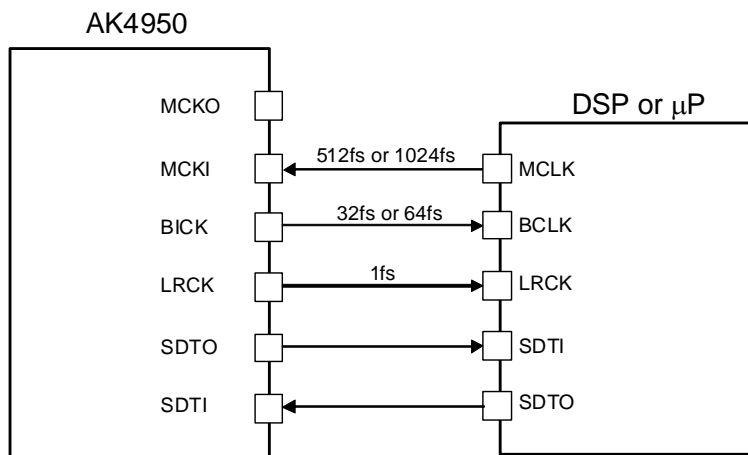 AK4950
DSP or μP
MCKO
MCKI
512fs or 1024fs
MCLK
BICK
32fs or 64fs
BCLK
LRCK
1fs
LRCK
SDTO
SDTI
SDTI
SDTO